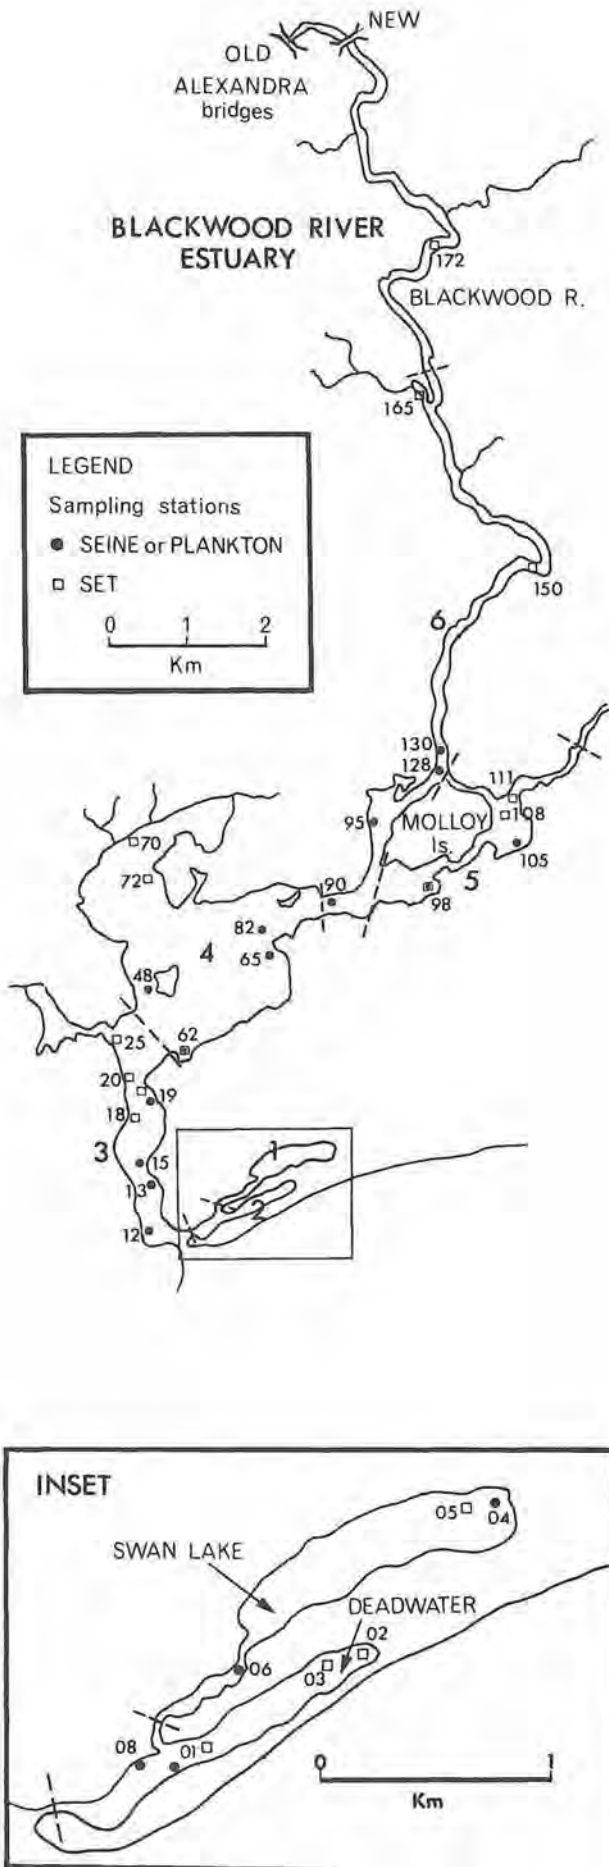 NEW
OLD
ALEXANDRA
bridges
BLACKWOOD RIVER
ESTUARY
172
BLACKWOOD R.
165
LEGEND
Sampling stations
SEINE or PLANKTON
SET
0 1 2
Km
150
6
130
128
111
108
95
MOLLOY
Is.
105
70
72
90
98
5
82
4
65
48
62
25
20
19
18
3
15
13
12
1
2
INSET
05
04
SWAN LAKE
DEADWATER
02
03
06
08
01
0 1
Km